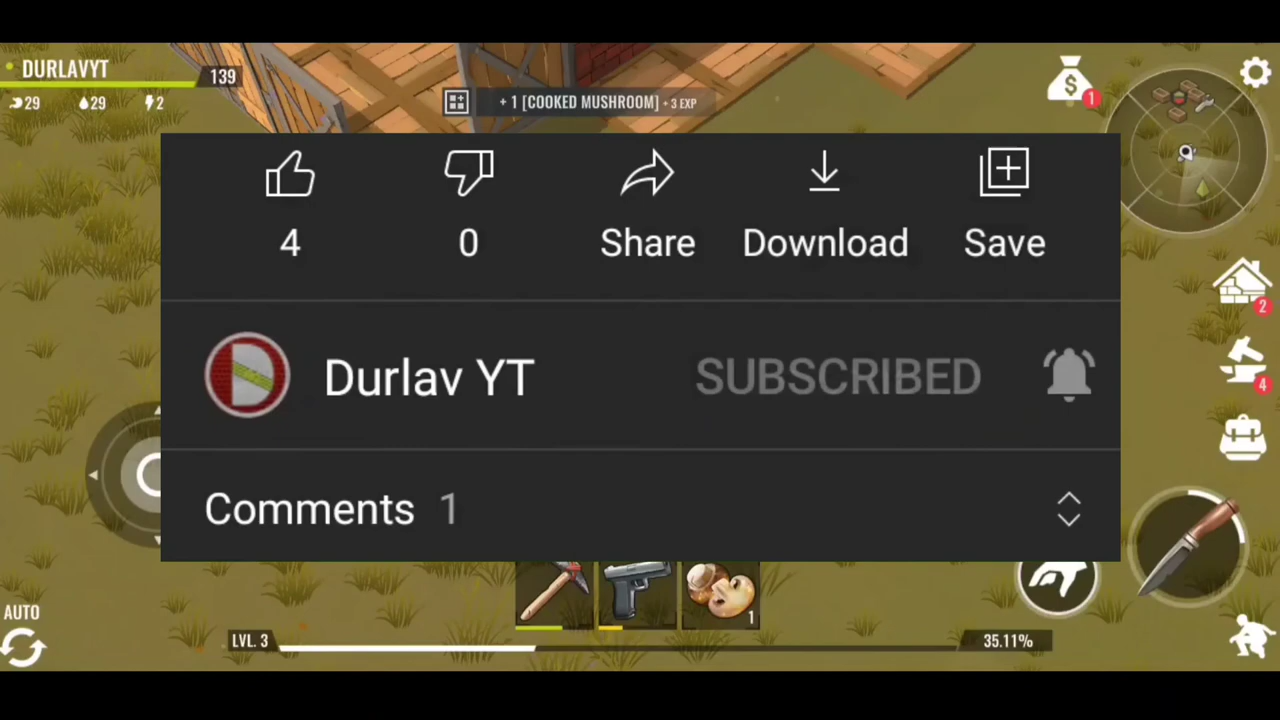 DURLAVYT
139
29 29 2
+ 1 [COOKED MUSHROOM] + 3 EXP
$
1
4 0 Share Download Save
Durlav YT SUBSCRIBED
Comments 1
2
4
1
AUTO
LVL. 3
35.11%